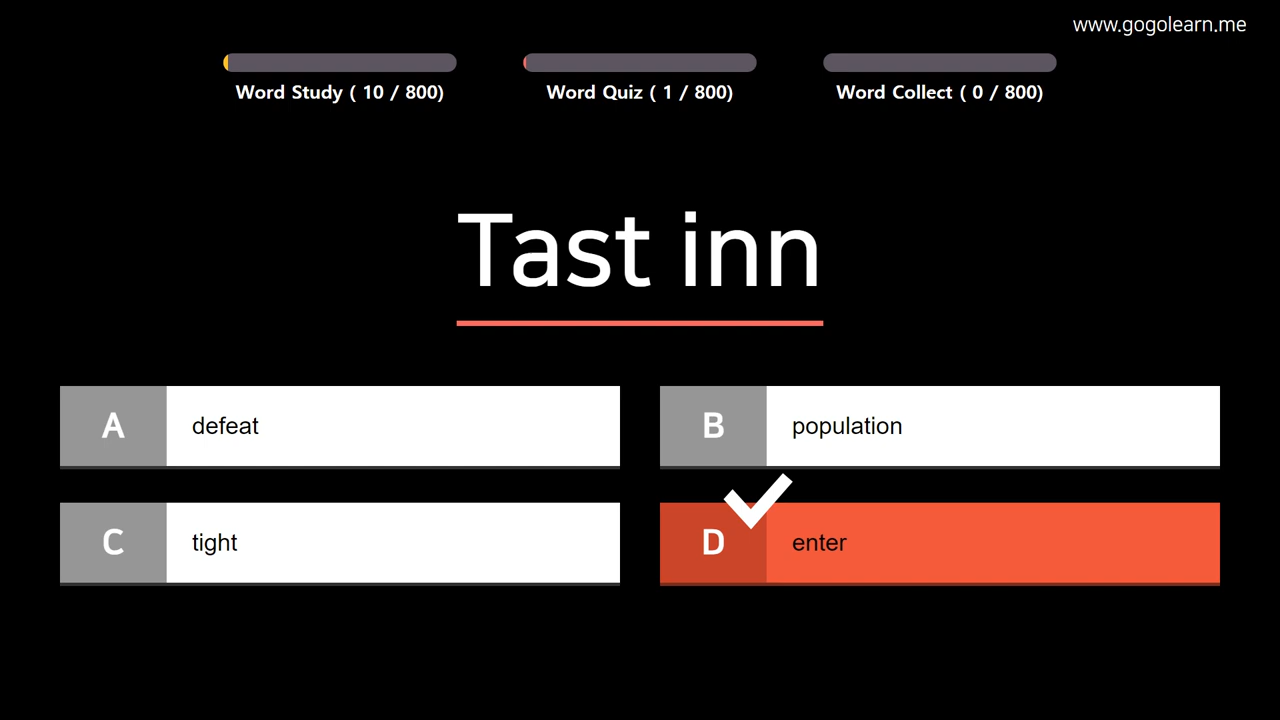 www.gogolearn.me
Word Study ( 10 / 800)
Word Quiz ( 1 / 800)
Word Collect ( 0 / 800)
Tast inn
A defeat
B population
C tight
D enter